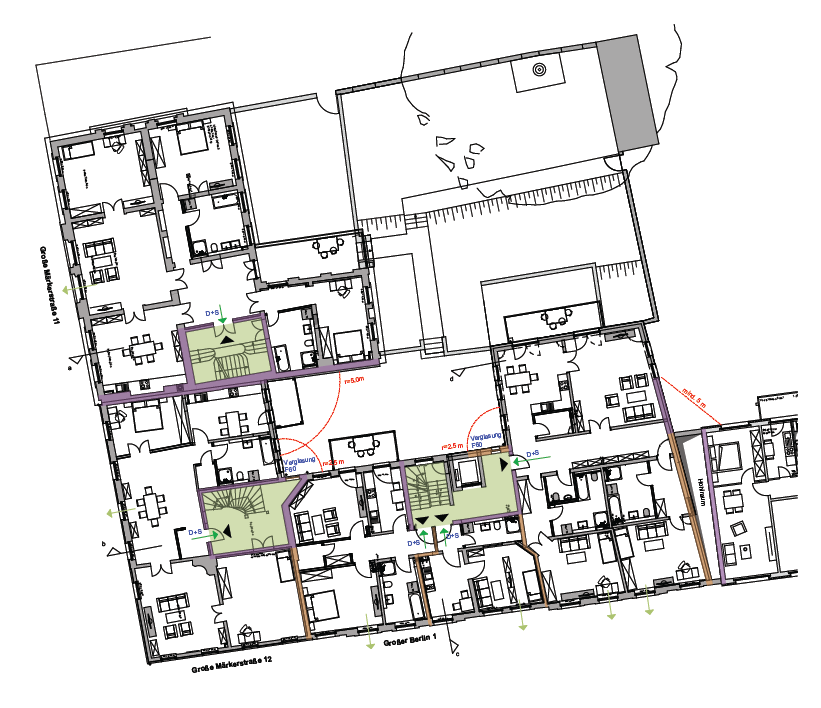 Große Märkerstraße 11
D+S
a
r=5.0m
d
mind. 5 m
r=2.5 m
Verglasung
F60
D+S
Verglasung
F60
r=2.5 m
Hofraum
D+S
b
D+S
D+S
Großer Berlin 1
c
Große Märkerstraße 12